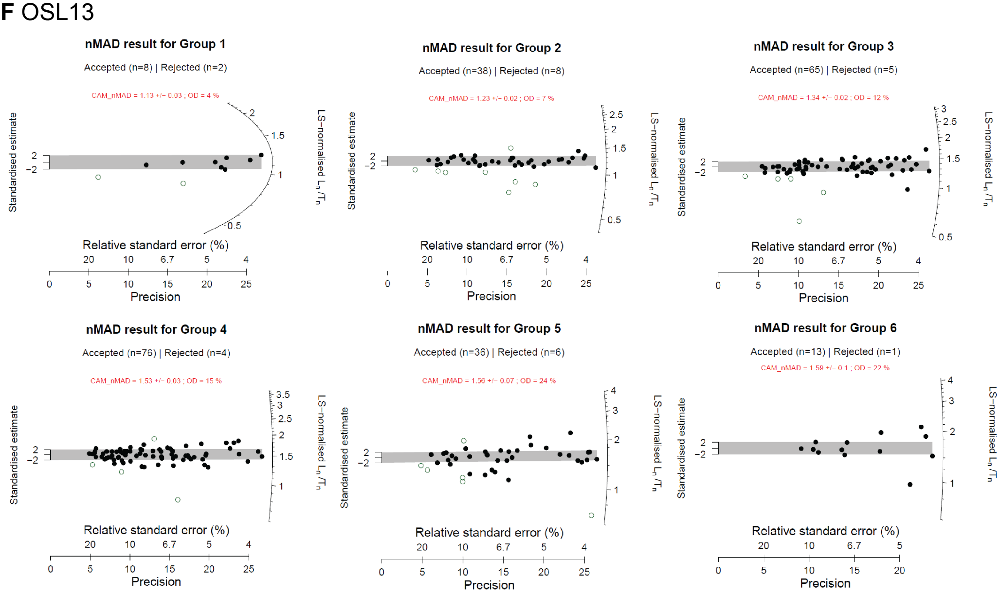 F OSL13
nMAD result for Group 1
Accepted (n=8) | Rejected (n=2)
CAM_nMAD = 1.13 +/− 0.03 ; OD = 4 %
Standardised estimate
2
−2
2
1.5
1
0.5
LS−normalised Ln /Tn
Relative standard error (%)
20 10 6.7 5 4
0 5 10 15 20 25
Precision
nMAD result for Group 2
Accepted (n=38) | Rejected (n=8)
CAM_nMAD = 1.23 +/− 0.02 ; OD = 7 %
Standardised estimate
2
−2
2.5
2
1.5
1
0.5
LS−normalised Ln /Tn
Relative standard error (%)
20 10 6.7 5 4
0 5 10 15 20 25
Precision
nMAD result for Group 3
Accepted (n=65) | Rejected (n=5)
CAM_nMAD = 1.34 +/− 0.02 ; OD = 12 %
Standardised estimate
2
−2
3
2.5
2
1.5
1
0.5
LS−normalised Ln /Tn
Relative standard error (%)
20 10 6.7 5 4
0 5 10 15 20 25
Precision
nMAD result for Group 4
Accepted (n=76) | Rejected (n=4)
CAM_nMAD = 1.53 +/− 0.03 ; OD = 15 %
Standardised estimate
2
−2
3.5
3
2.5
2
1.5
1
LS−normalised Ln /Tn
Relative standard error (%)
20 10 6.7 5 4
0 5 10 15 20 25
Precision
nMAD result for Group 5
Accepted (n=36) | Rejected (n=6)
CAM_nMAD = 1.56 +/− 0.07 ; OD = 24 %
Standardised estimate
2
−2
4
3
2
1
LS−normalised Ln /Tn
Relative standard error (%)
20 10 6.7 5 4
0 5 10 15 20 25
Precision
nMAD result for Group 6
Accepted (n=13) | Rejected (n=1)
CAM_nMAD = 1.59 +/− 0.1 ; OD = 22 %
Standardised estimate
2
−2
4
3
2
1
LS−normalised Ln /Tn
Relative standard error (%)
20 10 6.7 5
0 5 10 15 20
Precision